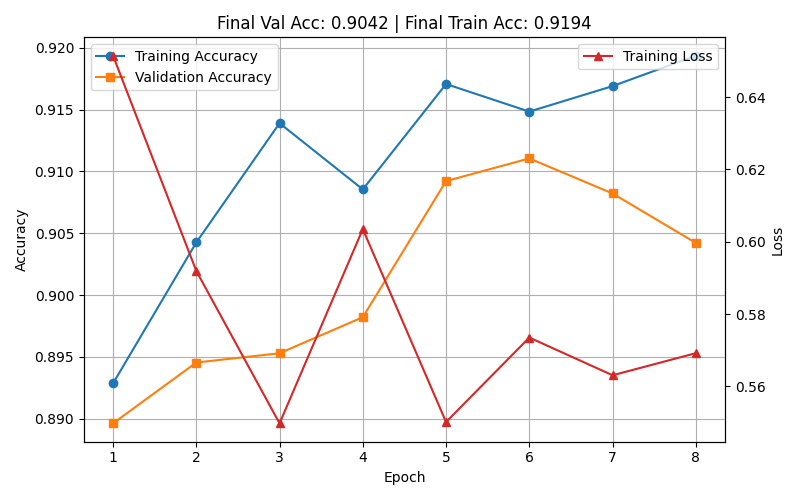 Final Val Acc: 0.9042 | Final Train Acc: 0.9194
Training Accuracy
Validation Accuracy
Training Loss
0.920
0.915
0.910
0.905
0.900
0.895
0.890
Accuracy
0.64
0.62
0.60
0.58
0.56
Loss
1 2 3 4 5 6 7 8
Epoch